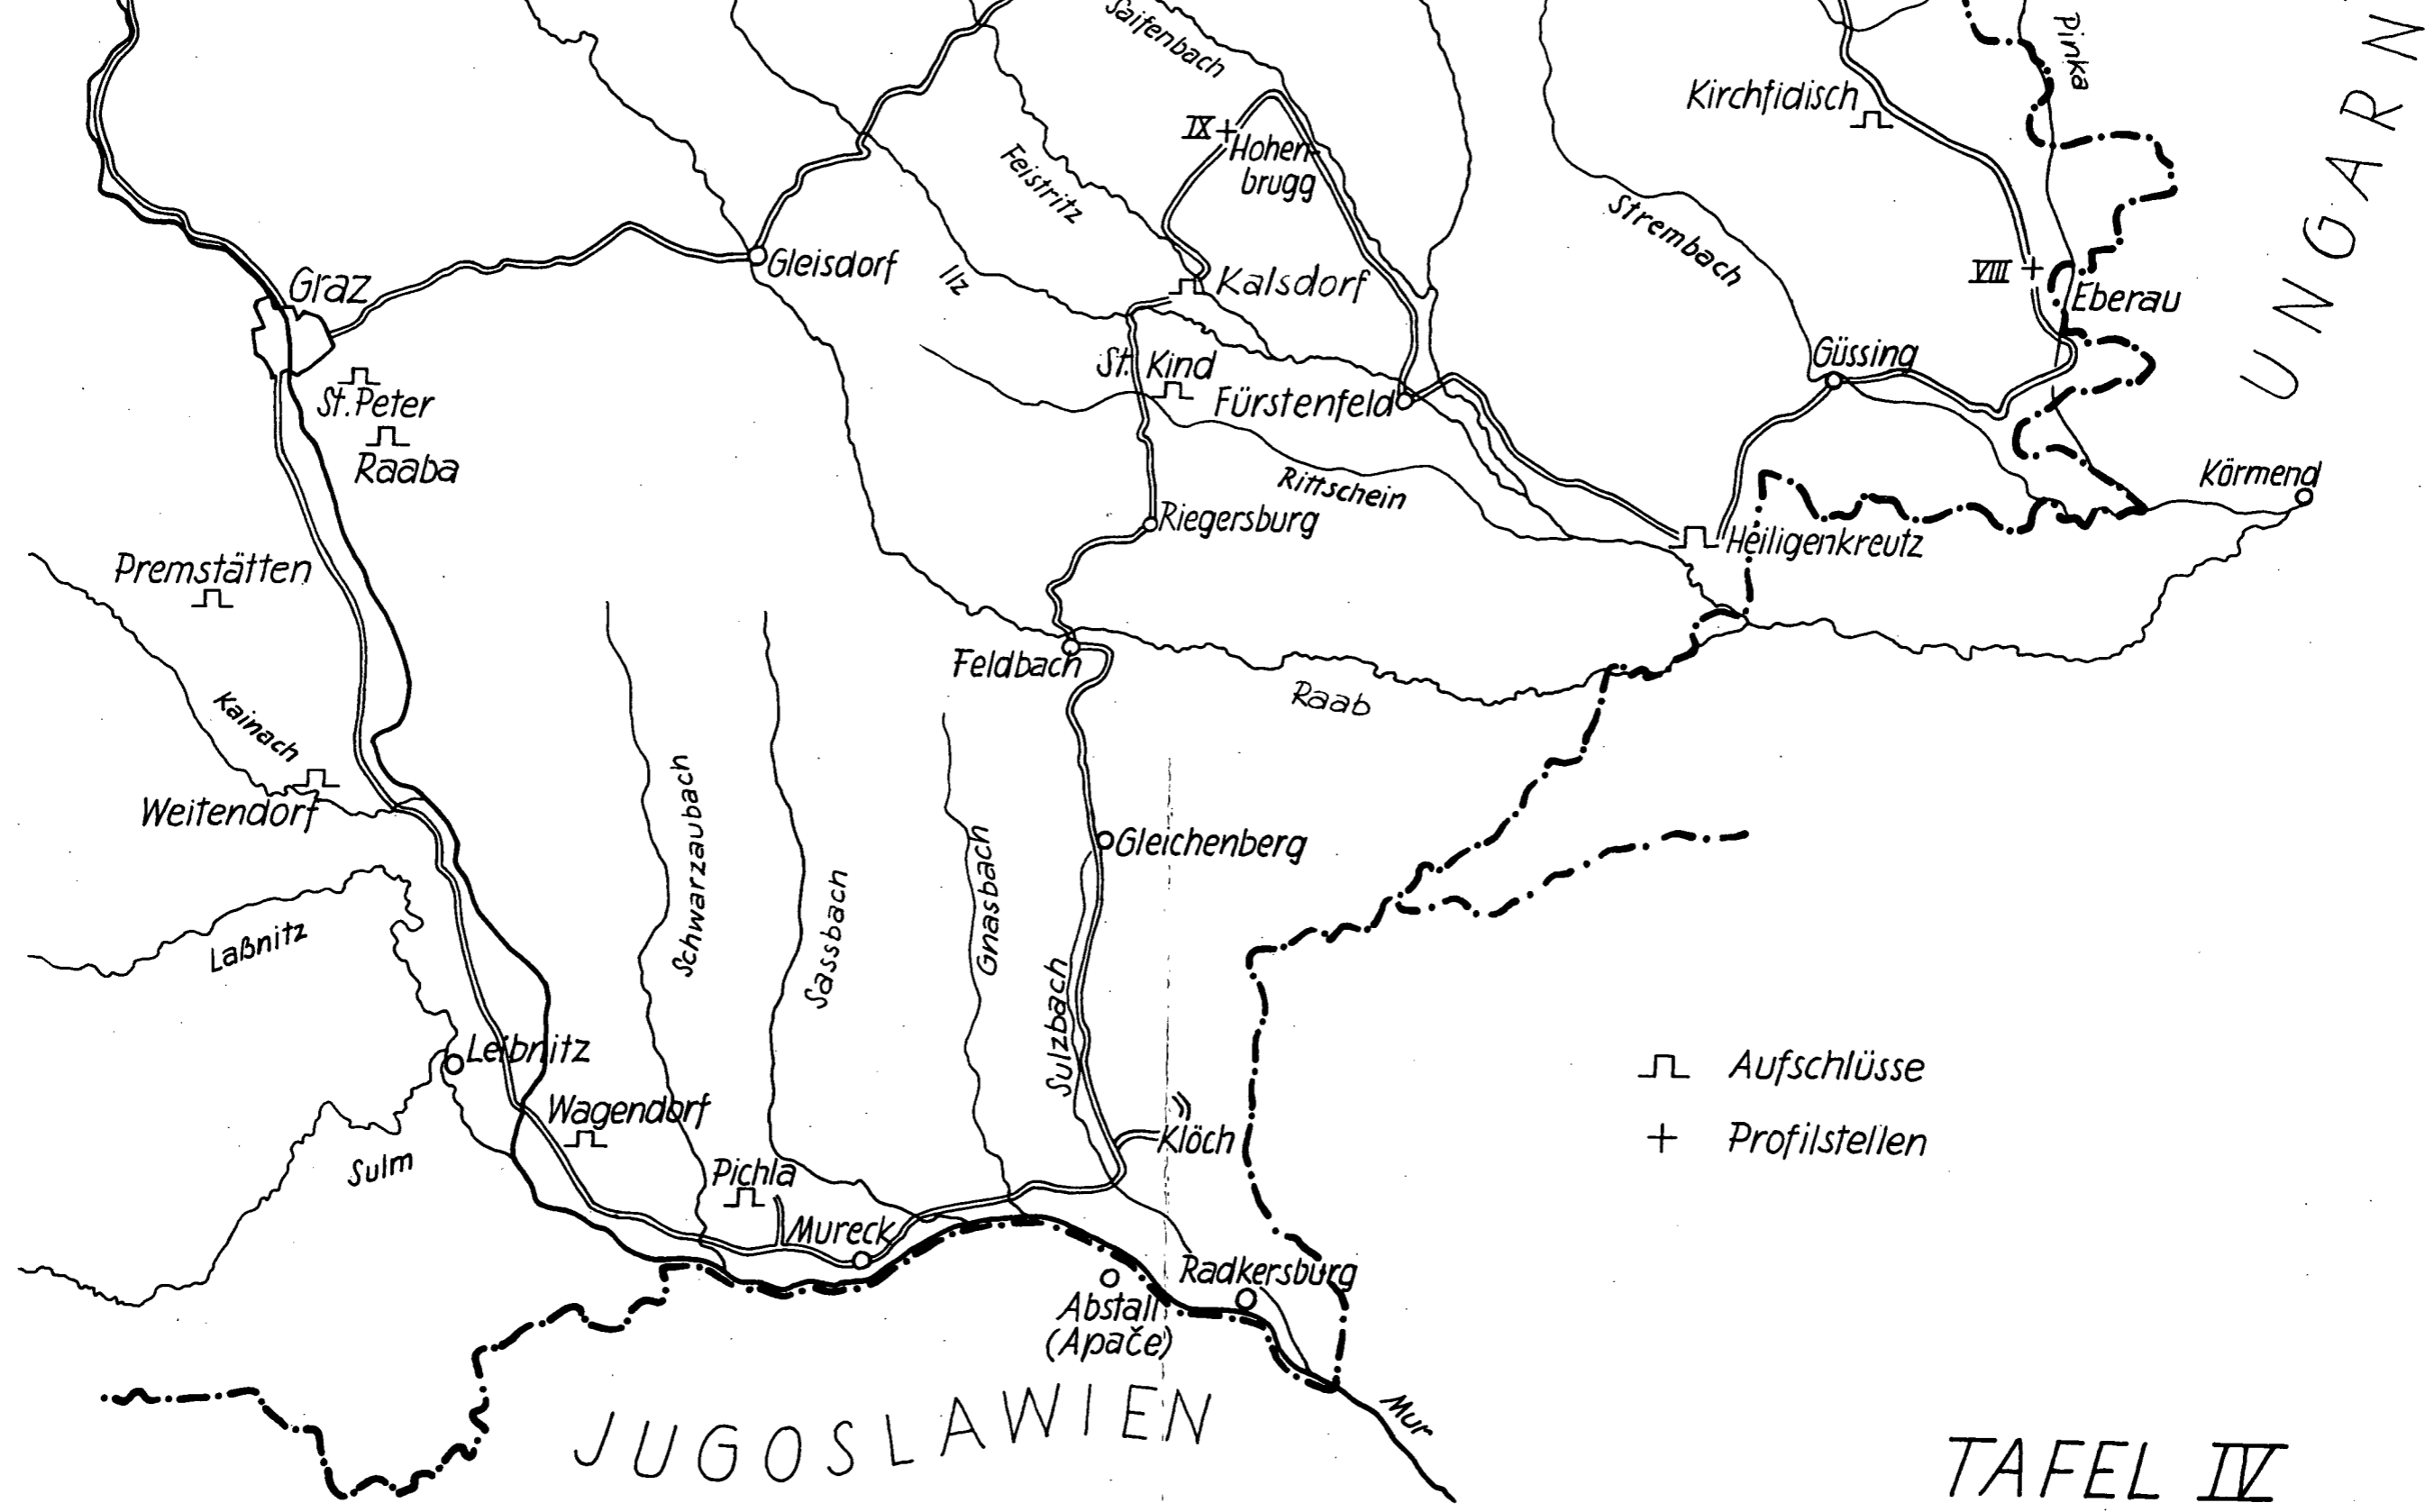 Saifenbach
Pinka
UNGARN
Kirchfidisch
IX
Hohen-
brugg
Feistritz
Strembach
Gleisdorf
Ilz
Kalsdorf
VIII
Eberau
Graz
St. Kind
Güssing
St. Peter
Fürstenfeld
Raaba
Rittschein
Körmend
Riegersburg
Heiligenkreutz
Premstätten
Feldbach
Raab
Kainach
Weitendorf
Schwarzaubach
Gleichenberg
Gnasbach
Sassbach
Laßnitz
Sulzbach
Leibnitz
Aufschlüsse
Wagendorf
Klöch
Profilstellen
Sulm
Pichla
Mureck
Radkersburg
Abstall
(Apače)
Mur
JUGOSLAWIEN
TAFEL IV